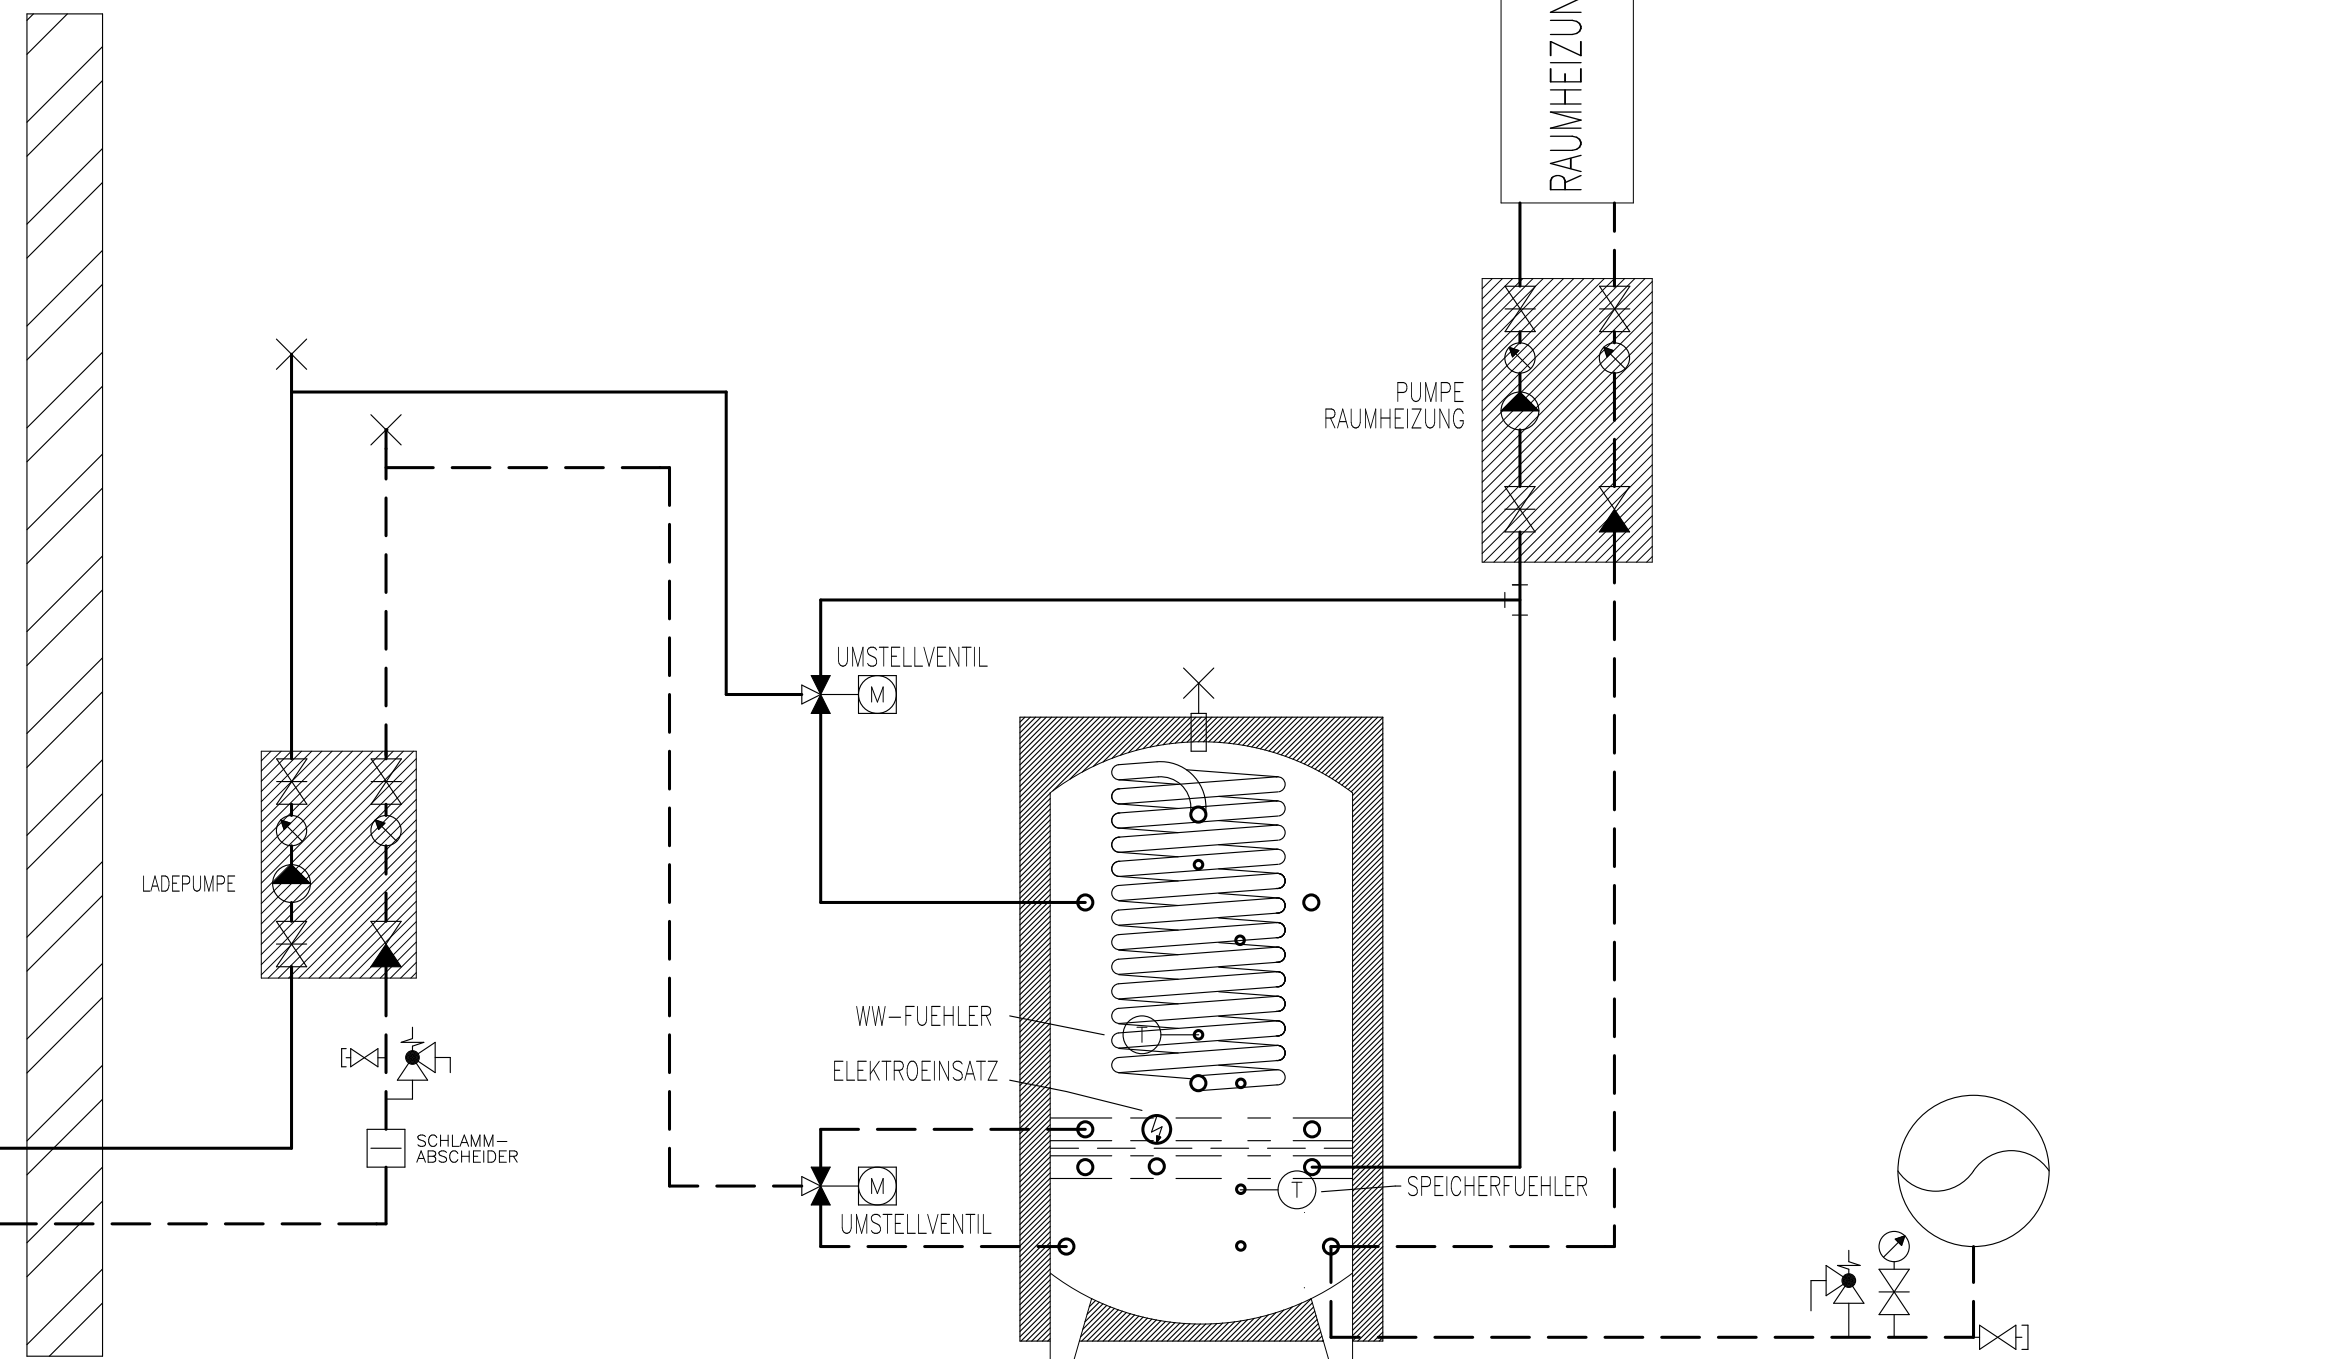 RAUMHEIZUN
PUMPE
RAUMHEIZUNG
UMSTELLVENTIL
M
LADEPUMPE
WW-FUEHLER
T
ELEKTROEINSATZ
SCHLAMM-
ABSCHEIDER
M
T
SPEICHERFUEHLER
UMSTELLVENTIL